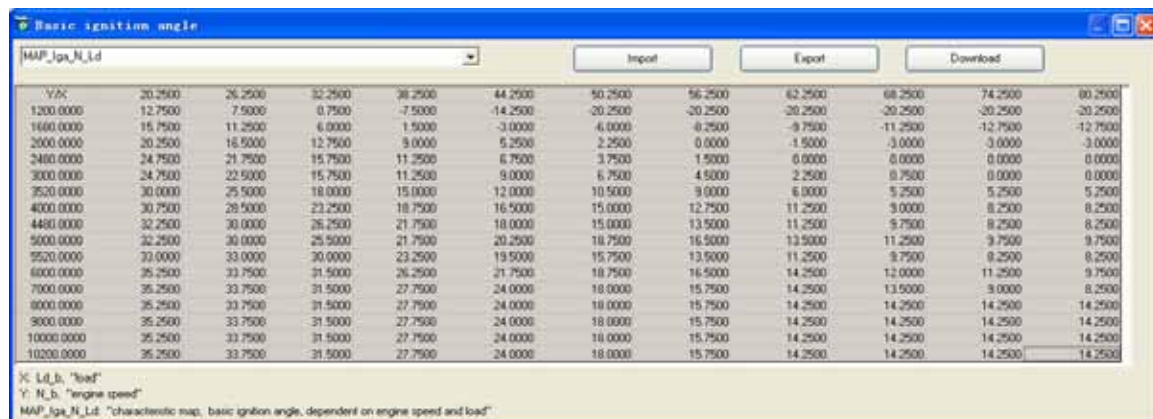 Basic ignition angle
MAP_Iga_N_Ld Import Export Download
Y/X 20.2500 26.2500 32.2500 38.2500 44.2500 50.2500 56.2500 62.2500 68.2500 74.2500 80.2500
1200.0000 12.7500 7.5000 0.7500 -7.5000 -14.2500 -20.2500 -20.2500 -20.2500 -20.2500 -20.2500 -20.2500
1680.0000 15.7500 11.2500 6.0000 1.5000 -3.0000 -6.0000 -8.2500 -9.7500 -11.2500 -12.7500 -12.7500
2000.0000 20.2500 16.5000 12.7500 9.0000 5.2500 2.2500 0.0000 -1.5000 -3.0000 -3.0000 -3.0000
2480.0000 24.7500 21.7500 15.7500 11.2500 6.7500 3.7500 1.5000 0.0000 0.0000 0.0000 0.0000
3000.0000 24.7500 22.5000 15.7500 11.2500 9.0000 6.7500 4.5000 2.2500 0.7500 0.0000 0.0000
3520.0000 30.0000 25.5000 18.0000 15.0000 12.0000 10.5000 9.0000 6.0000 5.2500 5.2500 5.2500
4000.0000 30.7500 28.5000 23.2500 18.7500 16.5000 15.0000 12.7500 11.2500 9.0000 8.2500 8.2500
4480.0000 32.2500 30.0000 26.2500 21.7500 18.0000 15.0000 13.5000 11.2500 9.7500 8.2500 8.2500
5000.0000 32.2500 30.0000 25.5000 21.7500 20.2500 18.7500 16.5000 13.5000 11.2500 9.7500 9.7500
5520.0000 33.0000 33.0000 30.0000 23.2500 19.5000 15.7500 13.5000 11.2500 9.7500 8.2500 8.2500
6000.0000 35.2500 33.7500 31.5000 26.2500 21.7500 18.7500 16.5000 14.2500 12.0000 11.2500 9.7500
7000.0000 35.2500 33.7500 31.5000 27.7500 24.0000 18.0000 15.7500 14.2500 13.5000 9.0000 8.2500
8000.0000 35.2500 33.7500 31.5000 27.7500 24.0000 18.0000 15.7500 14.2500 14.2500 14.2500 14.2500
9000.0000 35.2500 33.7500 31.5000 27.7500 24.0000 18.0000 15.7500 14.2500 14.2500 14.2500 14.2500
10000.0000 35.2500 33.7500 31.5000 27.7500 24.0000 18.0000 15.7500 14.2500 14.2500 14.2500 14.2500
10200.0000 35.2500 33.7500 31.5000 27.7500 24.0000 18.0000 15.7500 14.2500 14.2500 14.2500 14.2500
X: Ld_b, "load"
Y: N_b, "engine speed"
MAP_Iga_N_Ld: "characteristic map, basic ignition angle, dependent on engine speed and load"